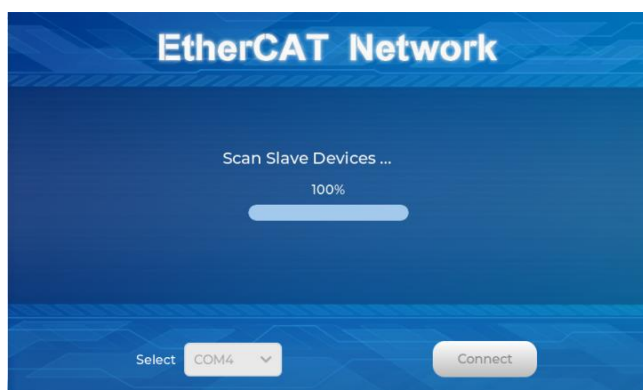 EtherCAT Network
Scan Slave Devices ...
100%
Select COM4 Connect